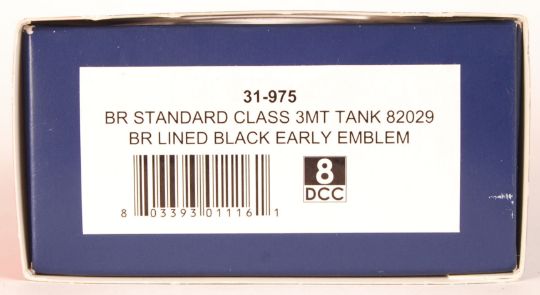 31-975
BR STANDARD CLASS 3MT TANK 82029
BR LINED BLACK EARLY EMBLEM
8
DCC
8 03393 01116 1